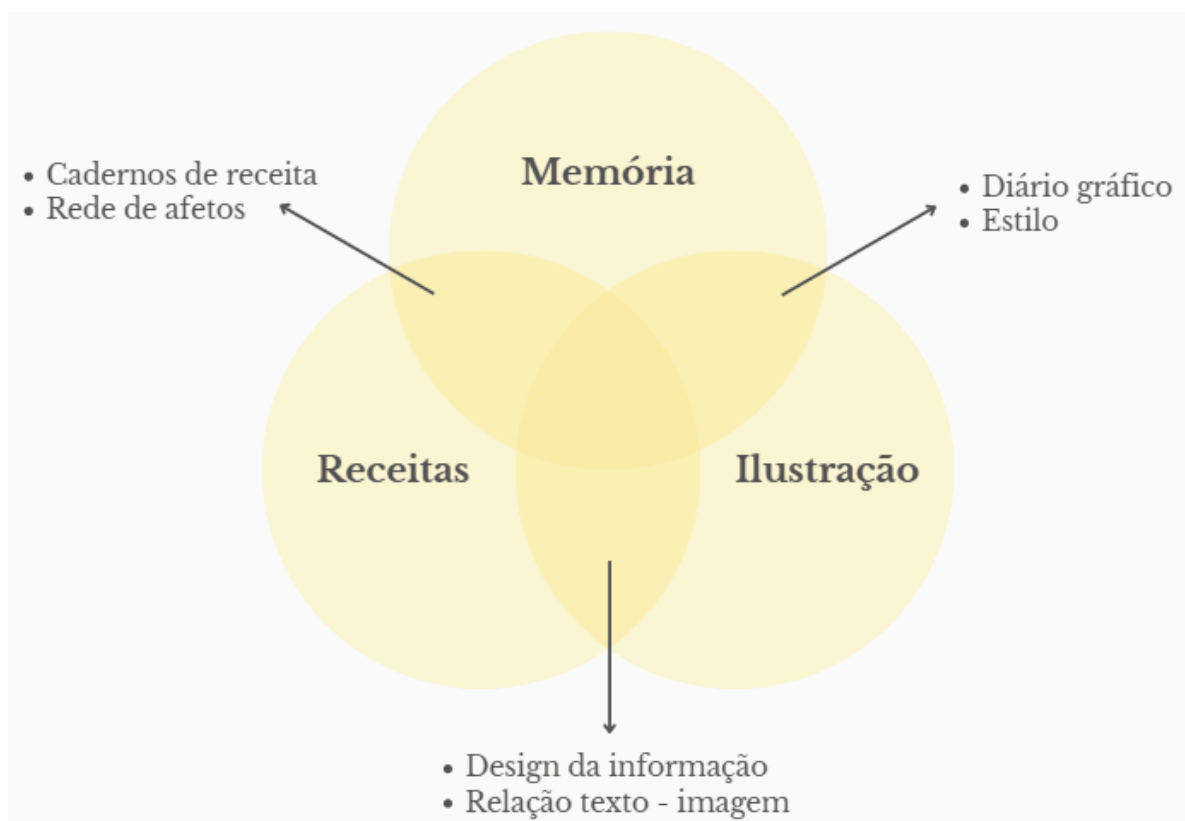 Memória
• Cadernos de receita
• Rede de afetos
• Diário gráfico
• Estilo
Receitas
Ilustração
• Design da informação
• Relação texto - imagem